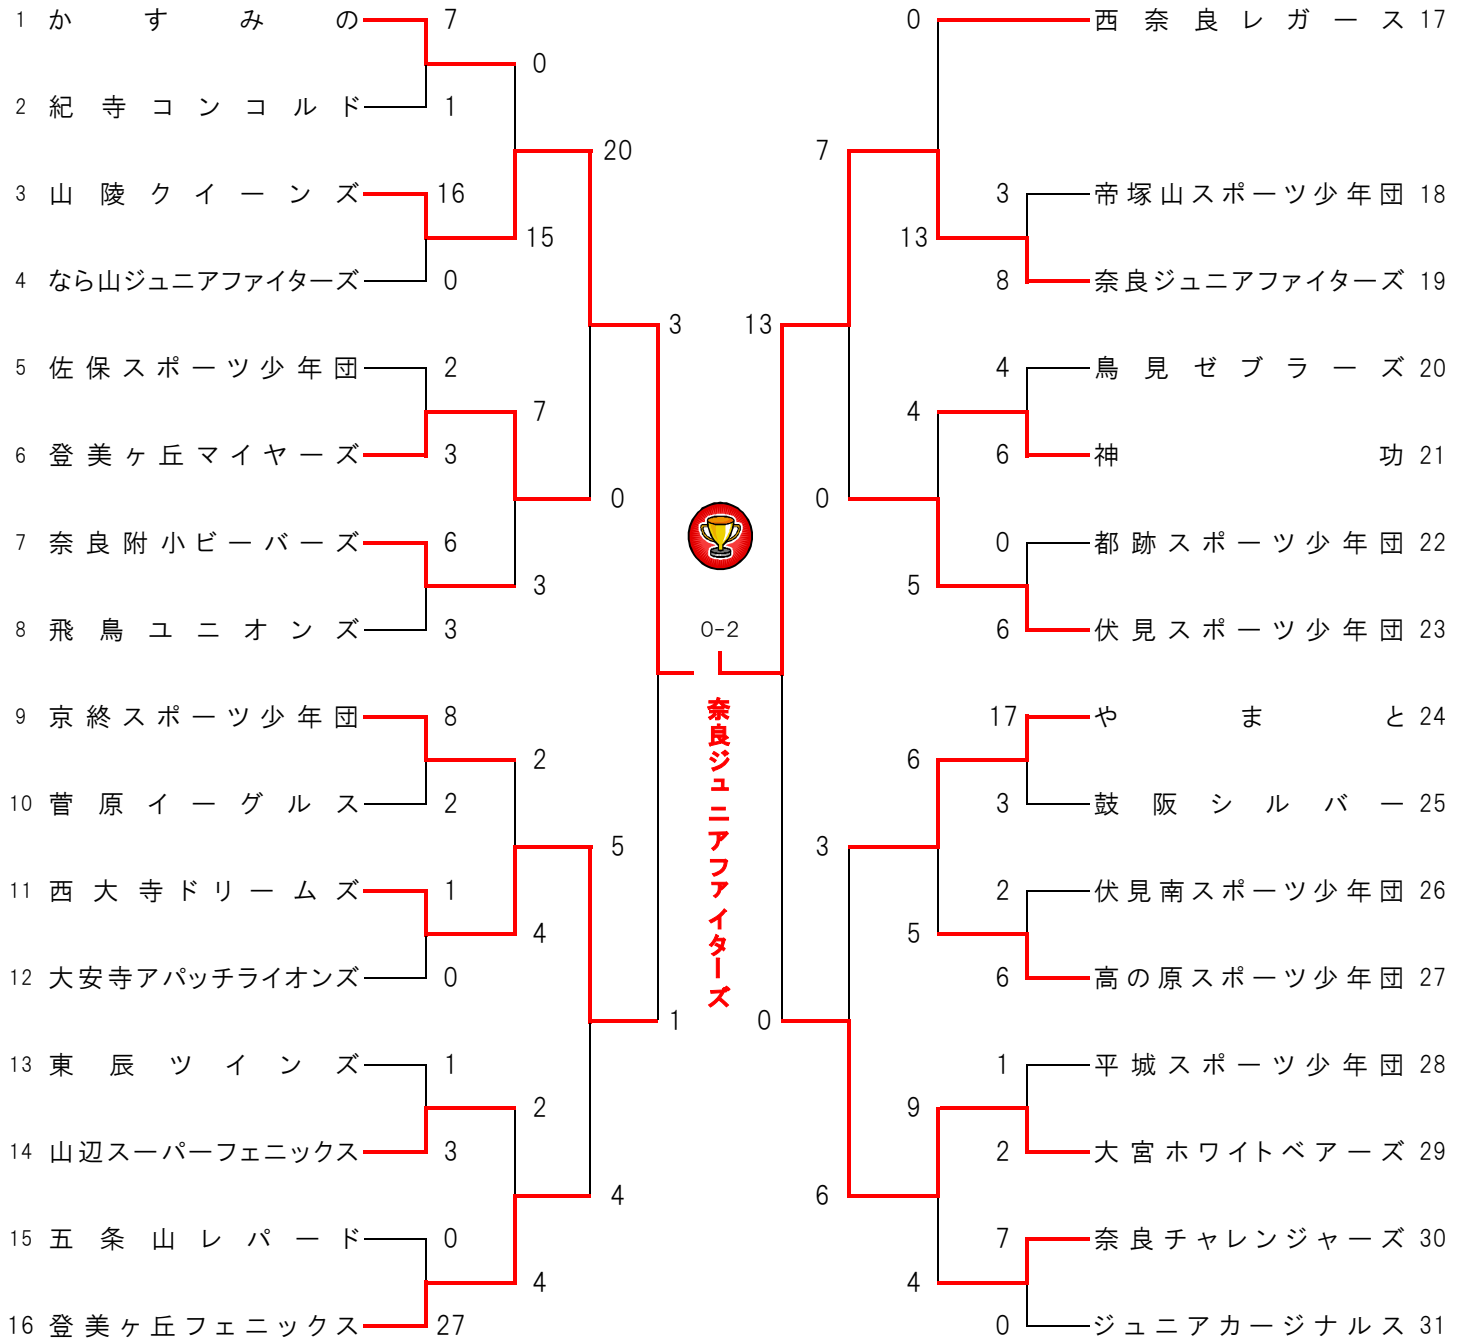 1 かすみの 7
0
2 紀寺コンコルド 1
20
3 山陵クイーンズ 16
15
4 なら山ジュニアファイターズ 0
3
5 佐保スポーツ少年団 2
7
6 登美ヶ丘マイヤーズ 3
0
7 奈良附小ビーバーズ 6
3
8 飛鳥ユニオンズ 3
9 京終スポーツ少年団 8
2
10 菅原イーグルス 2
5
11 西大寺ドリームズ 1
4
12 大安寺アパッチライオンズ 0
1
13 東辰ツインズ 1
2
14 山辺スーパーフェニックス 3
4
15 五条山レパード 0
4
16 登美ヶ丘フェニックス 27
0-2
奈良ジュニアファイターズ
0 西奈良レガース 17
7
3 帝塚山スポーツ少年団 18
13
8 奈良ジュニアファイターズ 19
13
4 鳥見ゼブラーズ 20
4
6 神功 21
0
0 都跡スポーツ少年団 22
5
6 伏見スポーツ少年団 23
17 やまと 24
6
3 鼓阪シルバー 25
3
2 伏見南スポーツ少年団 26
5
6 高の原スポーツ少年団 27
0
1 平城スポーツ少年団 28
9
2 大宮ホワイトベアーズ 29
6
7 奈良チャレンジャーズ 30
4
0 ジュニアカージナルス 31